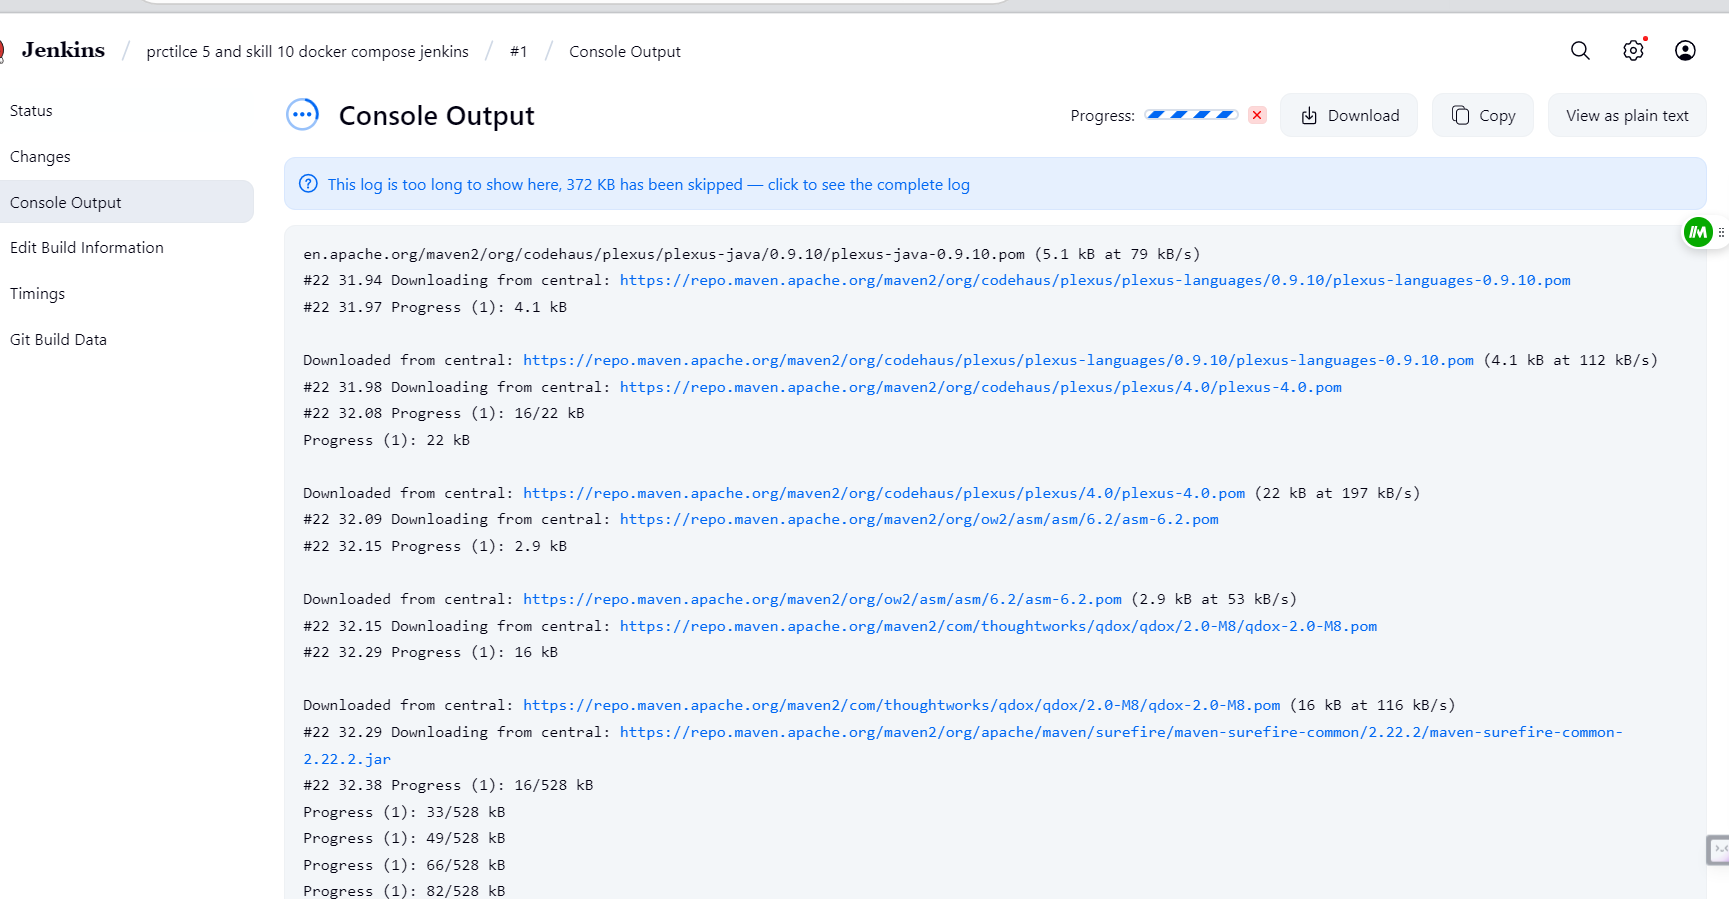 Jenkins / prctilce 5 and skill 10 docker compose jenkins / #1 / Console Output
Status
Changes
Console Output
Edit Build Information
Timings
Git Build Data
Console Output
Progress:
Download
Copy
View as plain text
This log is too long to show here, 372 KB has been skipped — click to see the complete log
en.apache.org/maven2/org/codehaus/plexus/plexus-java/0.9.10/plexus-java-0.9.10.pom (5.1 kB at 79 kB/s)
#22 31.94 Downloading from central: https://repo.maven.apache.org/maven2/org/codehaus/plexus/plexus-languages/0.9.10/plexus-languages-0.9.10.pom
#22 31.97 Progress (1): 4.1 kB
Downloaded from central: https://repo.maven.apache.org/maven2/org/codehaus/plexus/plexus-languages/0.9.10/plexus-languages-0.9.10.pom (4.1 kB at 112 kB/s)
#22 31.98 Downloading from central: https://repo.maven.apache.org/maven2/org/codehaus/plexus/plexus/4.0/plexus-4.0.pom
#22 32.08 Progress (1): 16/22 kB
Progress (1): 22 kB
Downloaded from central: https://repo.maven.apache.org/maven2/org/codehaus/plexus/plexus/4.0/plexus-4.0.pom (22 kB at 197 kB/s)
#22 32.09 Downloading from central: https://repo.maven.apache.org/maven2/org/ow2/asm/asm/6.2/asm-6.2.pom
#22 32.15 Progress (1): 2.9 kB
Downloaded from central: https://repo.maven.apache.org/maven2/org/ow2/asm/asm/6.2/asm-6.2.pom (2.9 kB at 53 kB/s)
#22 32.15 Downloading from central: https://repo.maven.apache.org/maven2/com/thoughtworks/qdox/qdox/2.0-M8/qdox-2.0-M8.pom
#22 32.29 Progress (1): 16 kB
Downloaded from central: https://repo.maven.apache.org/maven2/com/thoughtworks/qdox/qdox/2.0-M8/qdox-2.0-M8.pom (16 kB at 116 kB/s)
#22 32.29 Downloading from central: https://repo.maven.apache.org/maven2/org/apache/maven/surefire/maven-surefire-common/2.22.2/maven-surefire-common-
2.22.2.jar
#22 32.38 Progress (1): 16/528 kB
Progress (1): 33/528 kB
Progress (1): 49/528 kB
Progress (1): 66/528 kB
Progress (1): 82/528 kB